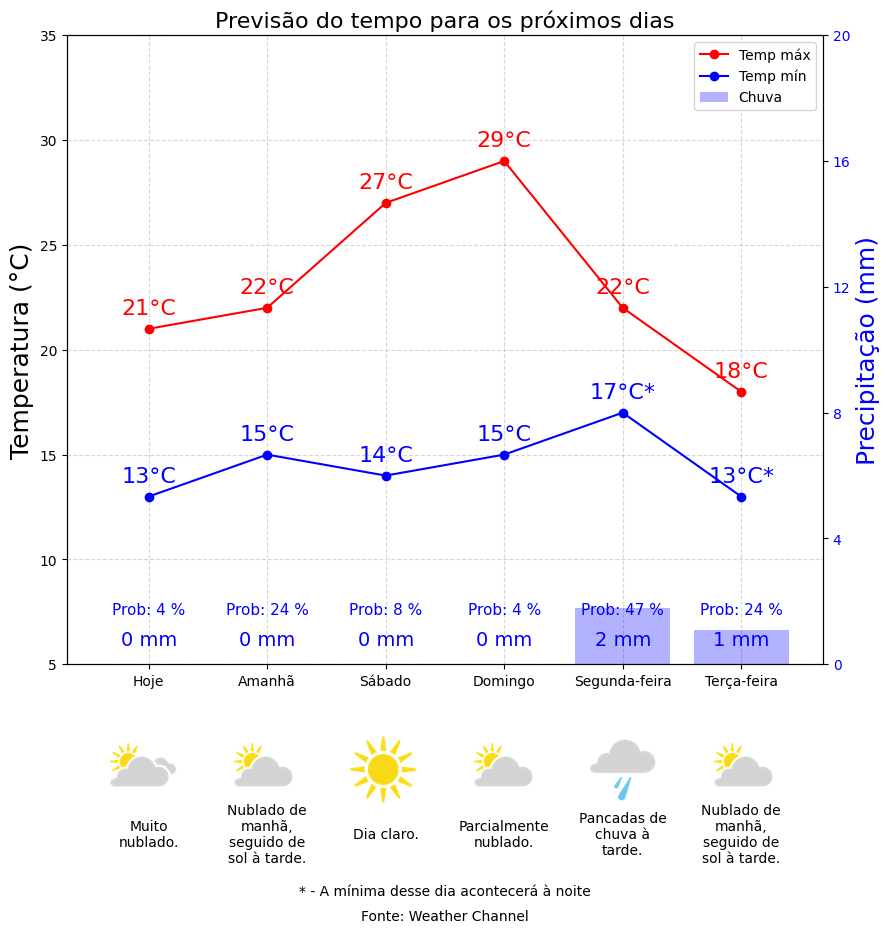 Previsão do tempo para os próximos dias
Temperatura (°C)
35
30
25
20
15
10
5
Precipitação (mm)
20
16
12
8
4
0
Temp máx
Temp mín
Chuva
21°C
22°C
27°C
29°C
22°C
18°C
13°C
15°C
14°C
15°C
17°C*
13°C*
Prob: 4 %
Prob: 24 %
Prob: 8 %
Prob: 4 %
Prob: 47 %
Prob: 24 %
0 mm
0 mm
0 mm
0 mm
2 mm
1 mm
Hoje
Amanhã
Sábado
Domingo
Segunda-feira
Terça-feira
Muito
nublado.
Nublado de
manhã,
seguido de
sol à tarde.
Dia claro.
Parcialmente
nublado.
Pancadas de
chuva à
tarde.
Nublado de
manhã,
seguido de
sol à tarde.
* - A mínima desse dia acontecerá à noite
Fonte: Weather Channel